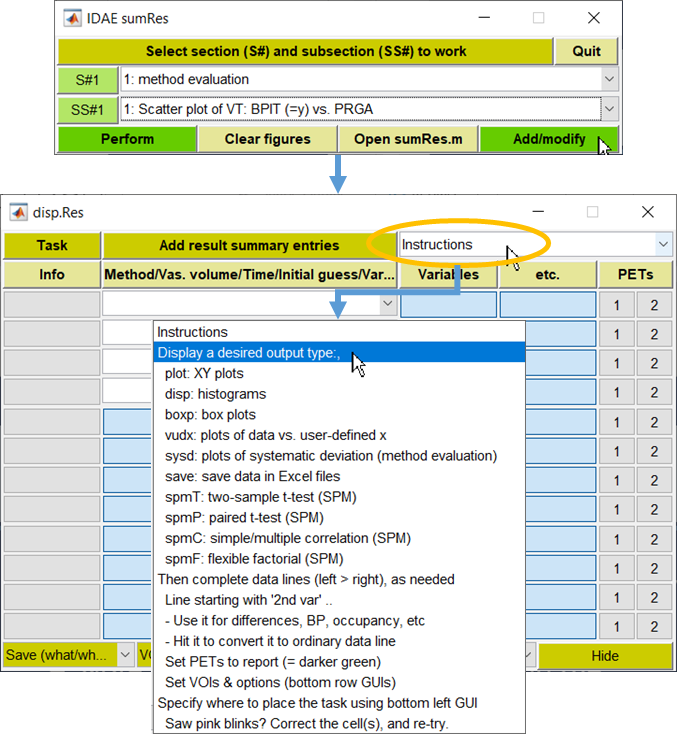 IDAE sumRes
Select section (S#) and subsection (SS#) to work
Quit
S#1
1: method evaluation
SS#1
1: Scatter plot of VT: BPIT (=y) vs. PRGA
Perform
Clear figures
Open sumRes.m
Add/modify
disp.Res
Task
Add result summary entries
Instructions
Info
Method/Vas. volume/Time/Initial guess/Var...
Variables
etc.
PETs
1 2
1 2
1 2
1 2
1 2
1 2
1 2
1 2
1 2
1 2
1 2
1 2
Instructions
Display a desired output type:,
plot: XY plots
disp: histograms
boxp: box plots
vudx: plots of data vs. user-defined x
sysd: plots of systematic deviation (method evaluation)
save: save data in Excel files
spmT: two-sample t-test (SPM)
spmP: paired t-test (SPM)
spmC: simple/multiple correlation (SPM)
spmF: flexible factorial (SPM)
Then complete data lines (left > right), as needed
Line starting with '2nd var' ..
- Use it for differences, BP, occupancy, etc
- Hit it to convert it to ordinary data line
Set PETs to report (= darker green)
Set VOIs & options (bottom row GUIs)
Specify where to place the task using bottom left GUI
Saw pink blinks? Correct the cell(s), and re-try.
Save (what/wh...
Hide